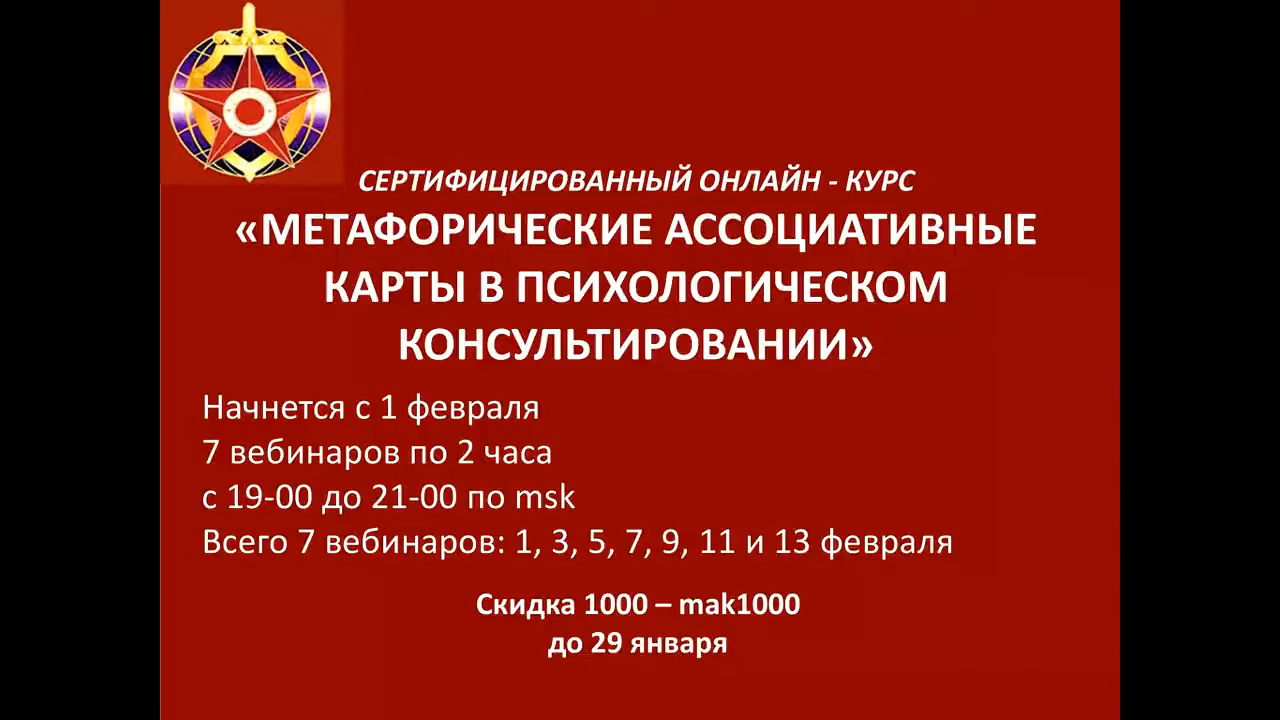 СЕРТИФИЦИРОВАННЫЙ ОНЛАЙН - КУРС
«МЕТАФОРИЧЕСКИЕ АССОЦИАТИВНЫЕ
КАРТЫ В ПСИХОЛОГИЧЕСКОМ
КОНСУЛЬТИРОВАНИИ»
Начнется с 1 февраля
7 вебинаров по 2 часа
с 19-00 до 21-00 по msk
Всего 7 вебинаров: 1, 3, 5, 7, 9, 11 и 13 февраля
Скидка 1000 – mak1000
до 29 января